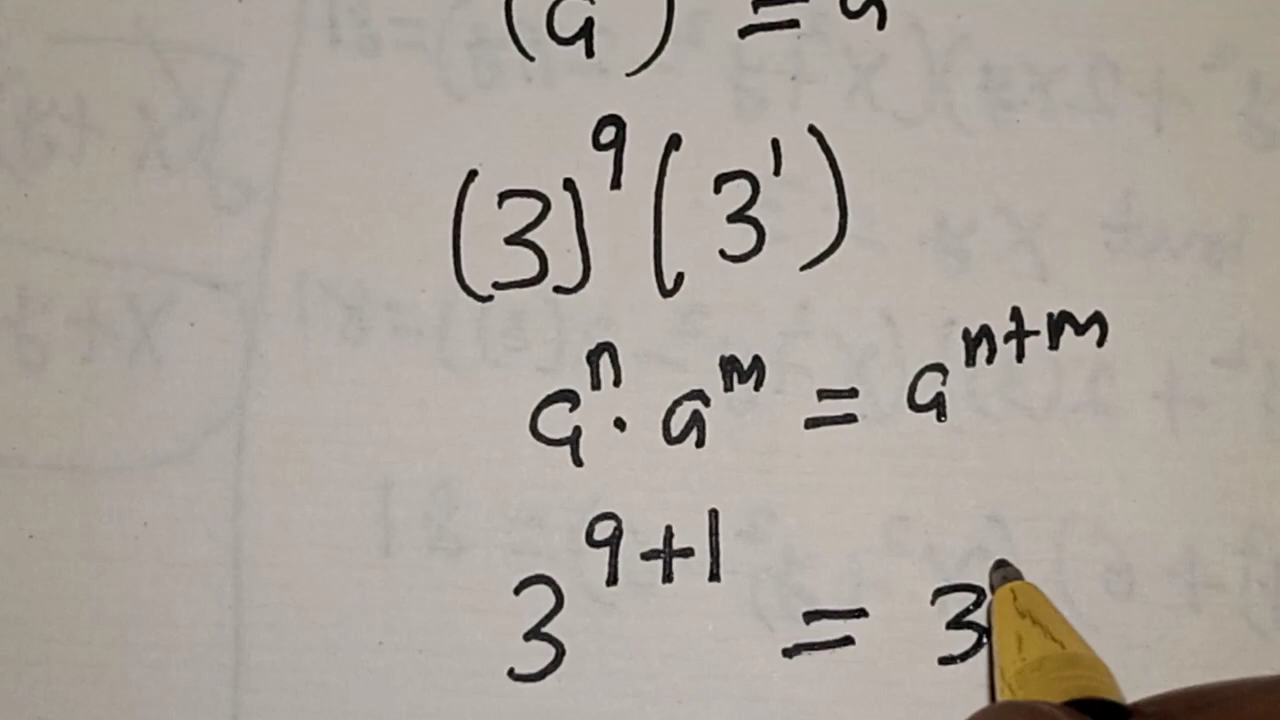 (a ) = a
(3)⁹(3¹)
aⁿ · aᵐ = aⁿ⁺ᵐ
3⁹⁺¹ = 3